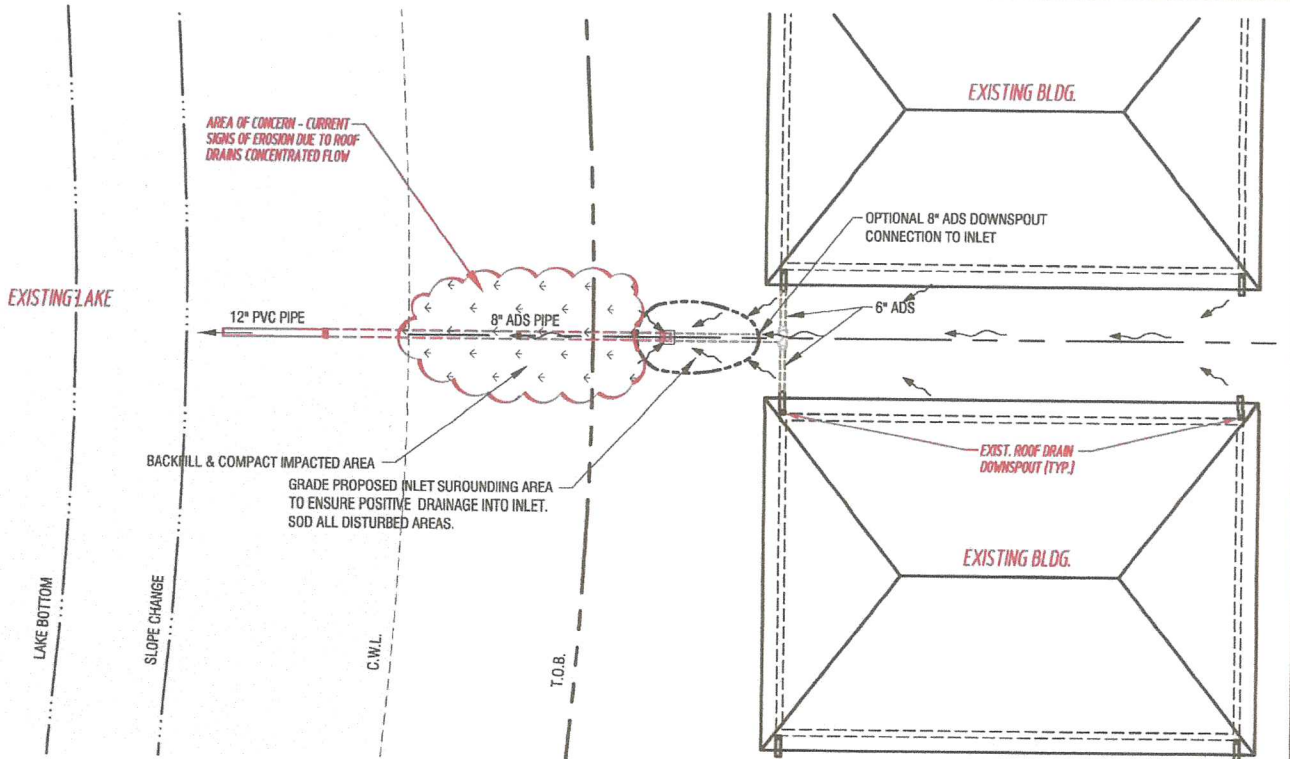 EXISTING BLDG.
AREA OF CONCERN - CURRENT
SIGNS OF EROSION DUE TO ROOF
DRAINS CONCENTRATED FLOW
OPTIONAL 8" ADS DOWNSPOUT
CONNECTION TO INLET
EXISTING LAKE
12" PVC PIPE
8" ADS PIPE
6" ADS
BACKFILL & COMPACT IMPACTED AREA
GRADE PROPOSED INLET SUROUNDIING AREA
TO ENSURE POSITIVE DRAINAGE INTO INLET.
SOD ALL DISTURBED AREAS.
EXIST. ROOF DRAIN
DOWNSPOUT (TYP.)
EXISTING BLDG.
LAKE BOTTOM
SLOPE CHANGE
C.W.L.
T.O.B.